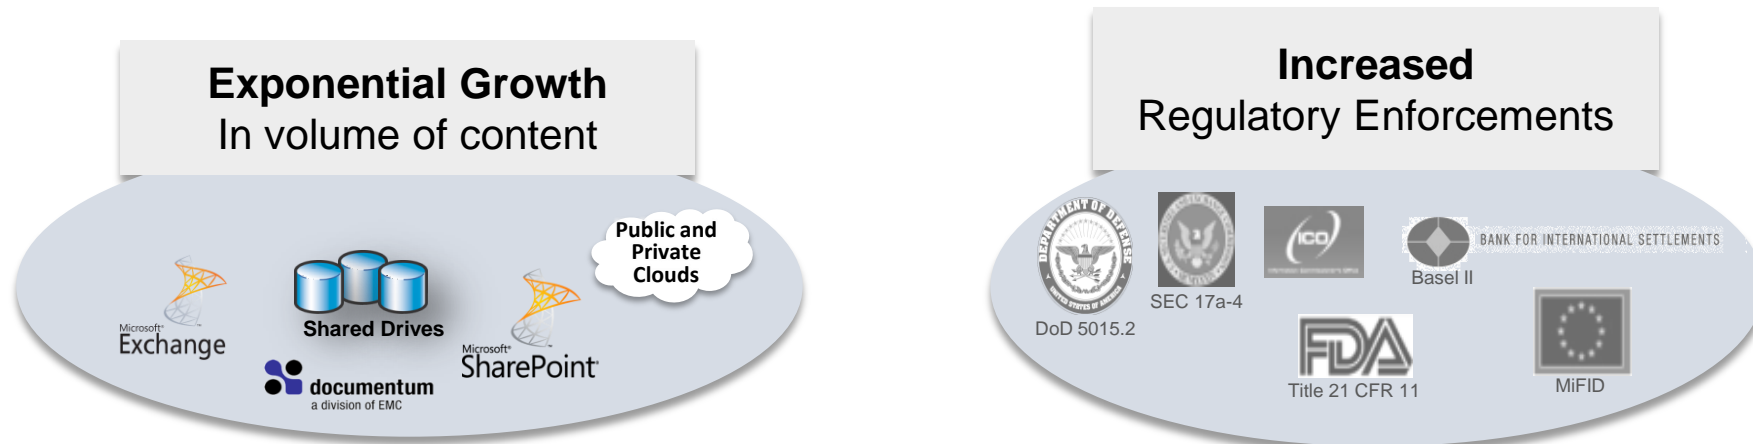 Exponential Growth
In volume of content
Public and
Private
Clouds
Microsoft®
Exchange
Shared Drives
Microsoft®
SharePoint®
documentum
a division of EMC
Increased
Regulatory Enforcements
DEPARTMENT OF DEFENSE
UNITED STATES OF AMERICA
DoD 5015.2
SEC 17a-4
ico
BANK FOR INTERNATIONAL SETTLEMENTS
Basel II
FDA
Title 21 CFR 11
MiFID